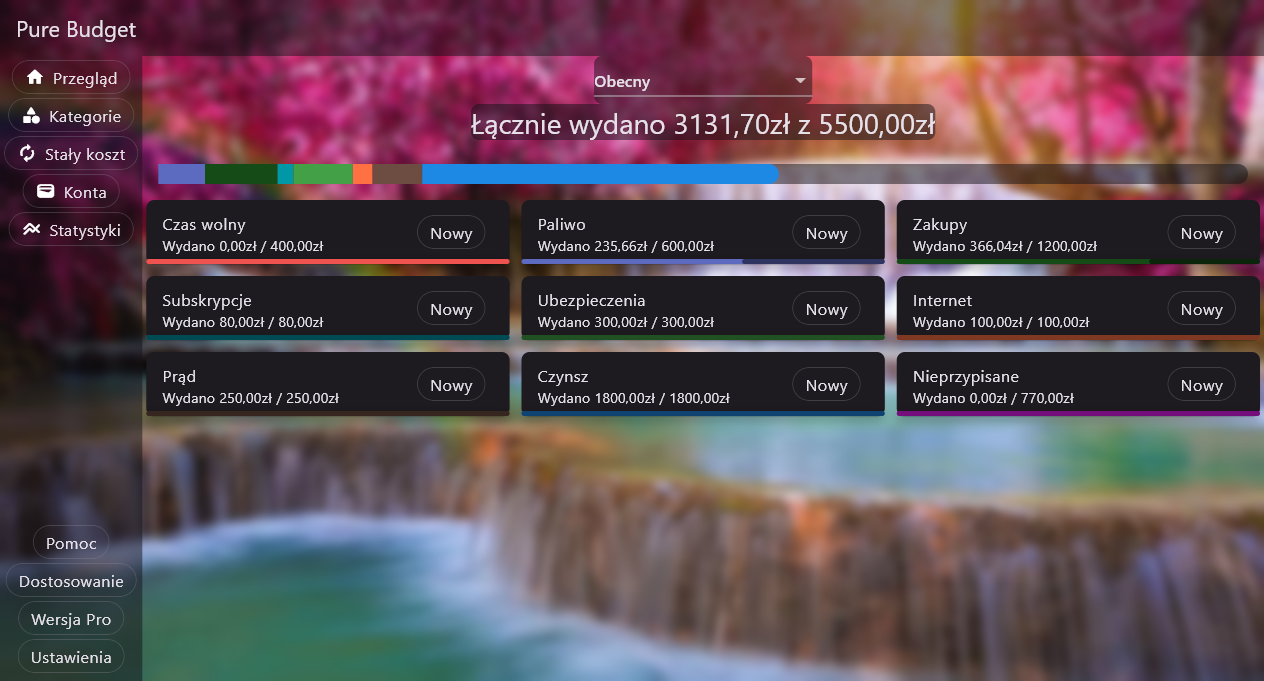 Pure Budget
Przegląd
Kategorie
Stały koszt
Konta
Statystyki
Pomoc
Dostosowanie
Wersja Pro
Ustawienia
Obecny
Łącznie wydano 3131,70zł z 5500,00zł
Czas wolny
Wydano 0,00zł / 400,00zł
Nowy
Paliwo
Wydano 235,66zł / 600,00zł
Nowy
Zakupy
Wydano 366,04zł / 1200,00zł
Nowy
Subskrypcje
Wydano 80,00zł / 80,00zł
Nowy
Ubezpieczenia
Wydano 300,00zł / 300,00zł
Nowy
Internet
Wydano 100,00zł / 100,00zł
Nowy
Prąd
Wydano 250,00zł / 250,00zł
Nowy
Czynsz
Wydano 1800,00zł / 1800,00zł
Nowy
Nieprzypisane
Wydano 0,00zł / 770,00zł
Nowy